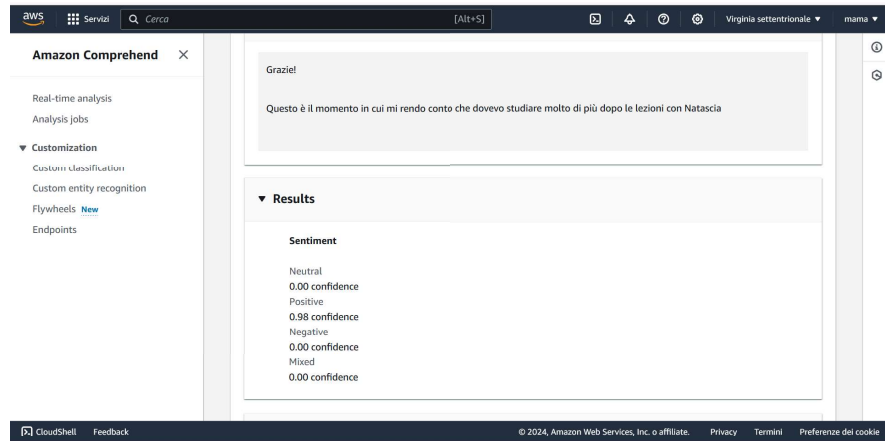 aws Servizi Cerca [Alt+S] Virginia settentrionale mama
Amazon Comprehend
Real-time analysis
Analysis jobs
Customization
Custom classification
Custom entity recognition
Flywheels New
Endpoints
Grazie!
Questo è il momento in cui mi rendo conto che dovevo studiare molto di più dopo le lezioni con Natascia
Results
Sentiment
Neutral
0.00 confidence
Positive
0.98 confidence
Negative
0.00 confidence
Mixed
0.00 confidence
CloudShell Feedback © 2024, Amazon Web Services, Inc. o affiliate. Privacy Termini Preferenze dei cookie